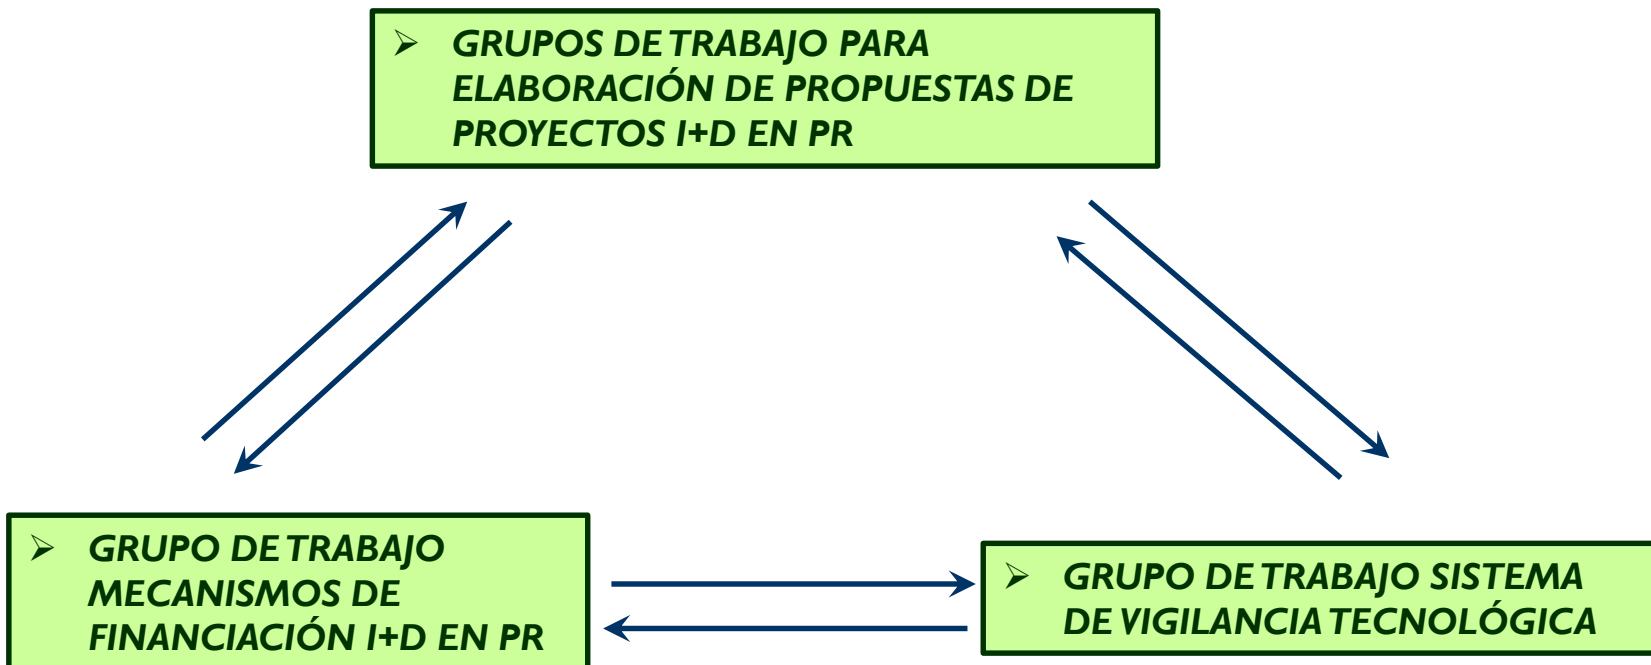 ➢ GRUPOS DE TRABAJO PARA
ELABORACIÓN DE PROPUESTAS DE
PROYECTOS I+D EN PR
➢ GRUPO DE TRABAJO
MECANISMOS DE
FINANCIACIÓN I+D EN PR
➢ GRUPO DE TRABAJO SISTEMA
DE VIGILANCIA TECNOLÓGICA